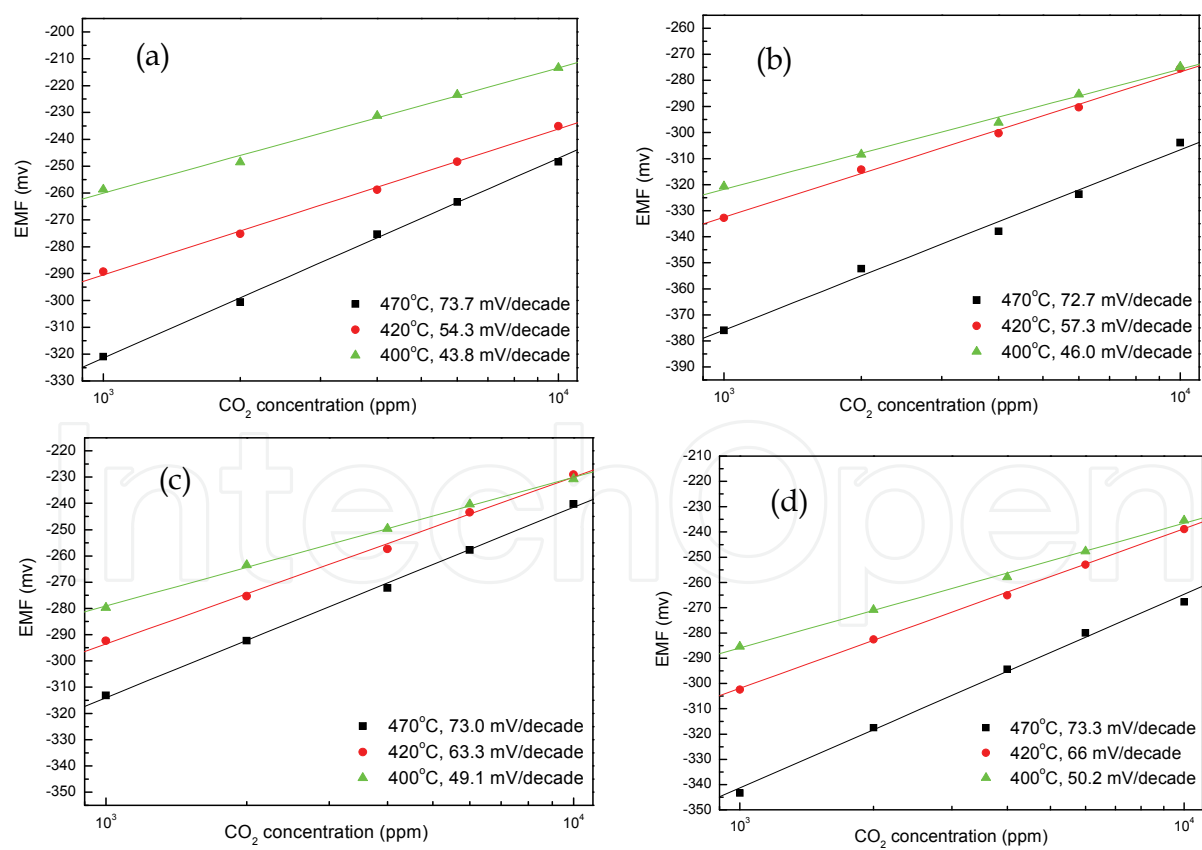 (a)
-200
-210
-220
-230
-240
-250
-260
-270
-280
-290
-300
-310
-320
-330
EMF (mv)
470°C, 73.7 mV/decade
420°C, 54.3 mV/decade
400°C, 43.8 mV/decade
10³
10⁴
CO₂ concentration (ppm)
(b)
-260
-270
-280
-290
-300
-310
-320
-330
-340
-350
-360
-370
-380
-390
EMF (mv)
470°C, 72.7 mV/decade
420°C, 57.3 mV/decade
400°C, 46.0 mV/decade
10³
10⁴
CO₂ concentration (ppm)
(c)
-220
-230
-240
-250
-260
-270
-280
-290
-300
-310
-320
-330
-340
-350
EMF (mv)
470°C, 73.0 mV/decade
420°C, 63.3 mV/decade
400°C, 49.1 mV/decade
10³
10⁴
CO₂ concentration (ppm)
(d)
-210
-220
-230
-240
-250
-260
-270
-280
-290
-300
-310
-320
-330
-340
-350
EMF (mv)
470°C, 73.3 mV/decade
420°C, 66 mV/decade
400°C, 50.2 mV/decade
10³
10⁴
CO₂ concentration (ppm)
IntechOpen